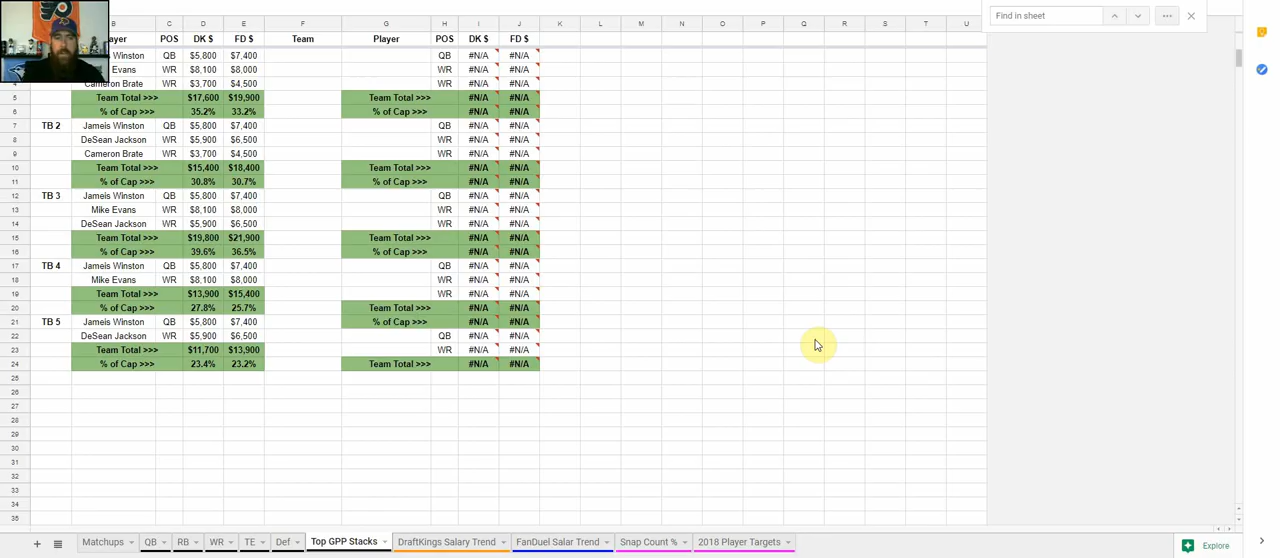 Find in sheet
B C D E F G H I J K L M N O P Q R S T U
POS DK $ FD $ Team Player POS DK $ FD $
Winston QB $5,800 $7,400 QB #N/A #N/A
Evans WR $8,100 $8,000 WR #N/A #N/A
Cameron Brate WR $3,700 $4,500 WR #N/A #N/A
5 Team Total >>> $17,600 $19,900 Team Total >>> #N/A #N/A
6 % of Cap >>> 35.2% 33.2% % of Cap >>> #N/A #N/A
7 TB 2 Jameis Winston QB $5,800 $7,400 QB #N/A #N/A
8 DeSean Jackson WR $5,900 $6,500 WR #N/A #N/A
9 Cameron Brate WR $3,700 $4,500 WR #N/A #N/A
10 Team Total >>> $15,400 $18,400 Team Total >>> #N/A #N/A
11 % of Cap >>> 30.8% 30.7% % of Cap >>> #N/A #N/A
12 TB 3 Jameis Winston QB $5,800 $7,400 QB #N/A #N/A
13 Mike Evans WR $8,100 $8,000 WR #N/A #N/A
14 DeSean Jackson WR $5,900 $6,500 WR #N/A #N/A
15 Team Total >>> $19,800 $21,900 Team Total >>> #N/A #N/A
16 % of Cap >>> 39.6% 36.5% % of Cap >>> #N/A #N/A
17 TB 4 Jameis Winston QB $5,800 $7,400 QB #N/A #N/A
18 Mike Evans WR $8,100 $8,000 WR #N/A #N/A
19 Team Total >>> $13,900 $15,400 WR #N/A #N/A
20 % of Cap >>> 27.8% 25.7% Team Total >>> #N/A #N/A
21 TB 5 Jameis Winston QB $5,800 $7,400 % of Cap >>> #N/A #N/A
22 DeSean Jackson WR $5,900 $6,500 QB #N/A #N/A
23 Team Total >>> $11,700 $13,900 WR #N/A #N/A
24 % of Cap >>> 23.4% 23.2% Team Total >>> #N/A #N/A
25
26
27
28
29
30
31
32
33
34
35
+ Matchups QB RB WR TE Def Top GPP Stacks DraftKings Salary Trend FanDuel Salar Trend Snap Count % 2018 Player Targets Explore